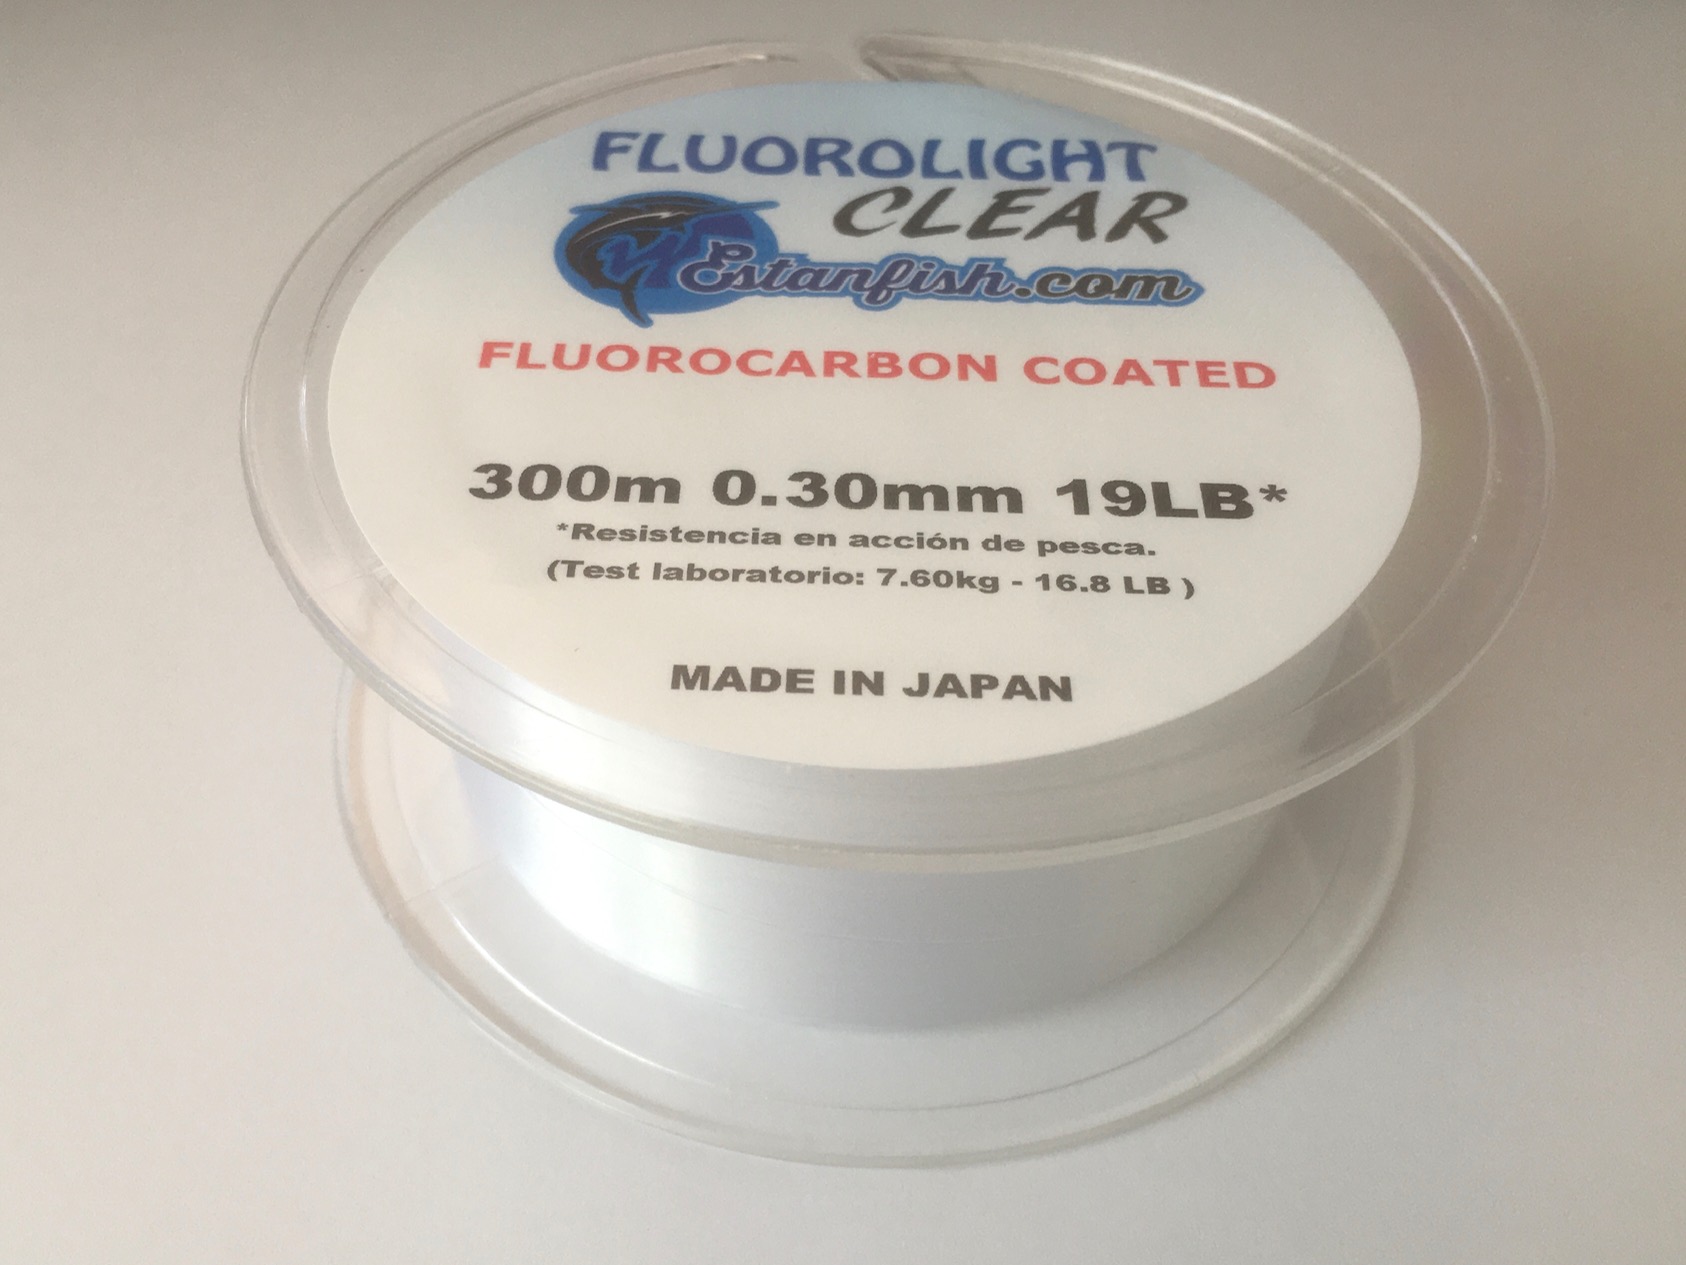 FLUOROLIGHT
CLEAR
WEstanfish.com
FLUOROCARBON COATED
300m 0.30mm 19LB*
*Resistencia en acción de pesca.
(Test laboratorio: 7.60kg - 16.8 LB )
MADE IN JAPAN